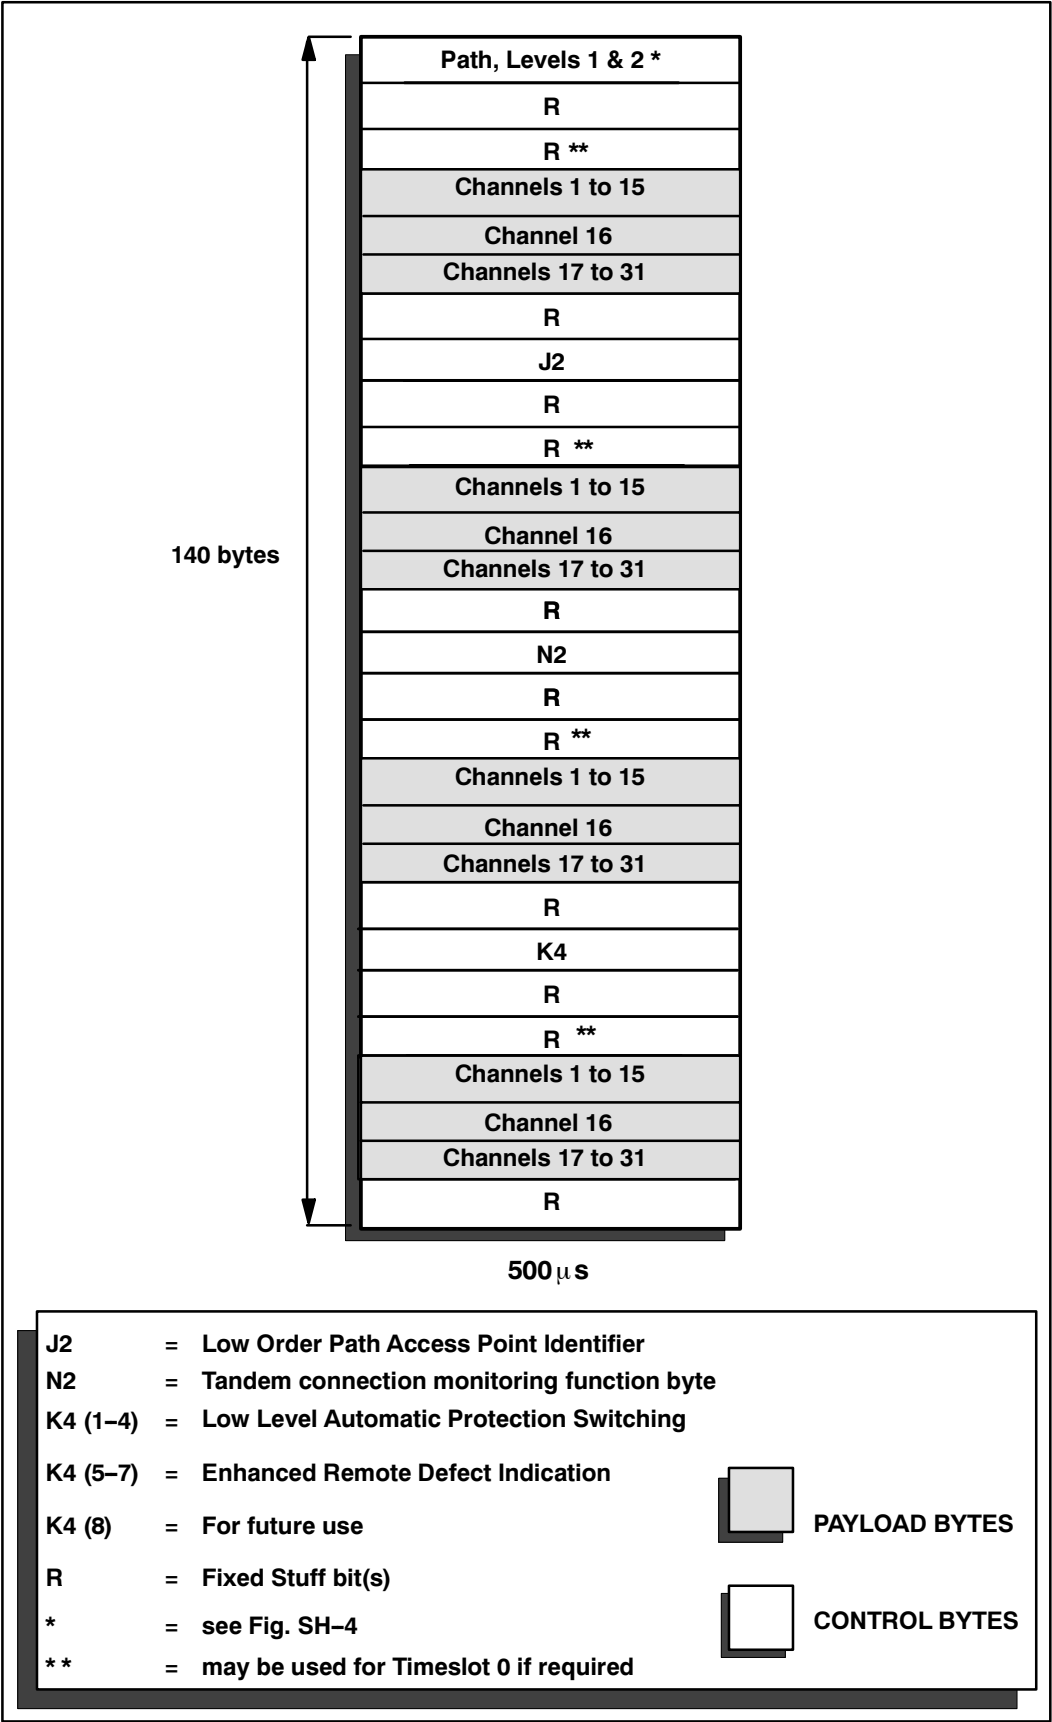 Path, Levels 1 & 2 *
R
R **
Channels 1 to 15
Channel 16
Channels 17 to 31
R
J2
R
R **
Channels 1 to 15
Channel 16
Channels 17 to 31
R
N2
R
R **
Channels 1 to 15
Channel 16
Channels 17 to 31
R
K4
R
R **
Channels 1 to 15
Channel 16
Channels 17 to 31
R
140 bytes
500 μs
J2 = Low Order Path Access Point Identifier
N2 = Tandem connection monitoring function byte
K4 (1–4) = Low Level Automatic Protection Switching
K4 (5–7) = Enhanced Remote Defect Indication
K4 (8) = For future use
R = Fixed Stuff bit(s)
* = see Fig. SH–4
* * = may be used for Timeslot 0 if required
PAYLOAD BYTES
CONTROL BYTES